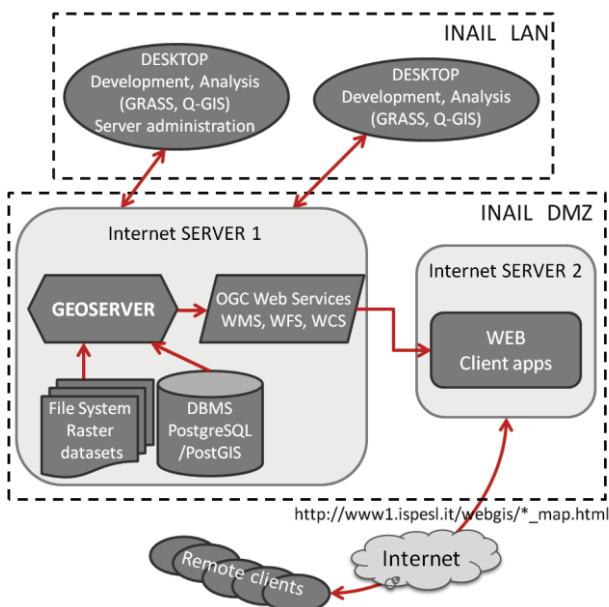 INAIL LAN
DESKTOP
Development, Analysis
(GRASS, Q-GIS)
Server administration
DESKTOP
Development, Analysis
(GRASS, Q-GIS)
INAIL DMZ
Internet SERVER 1
GEOSERVER
OGC Web Services
WMS, WFS, WCS
File System
Raster
datasets
DBMS
PostgreSQL
/PostGIS
Internet SERVER 2
WEB
Client apps
http://www1.ispesl.it/webgis/*_map.html
Internet
Remote clients